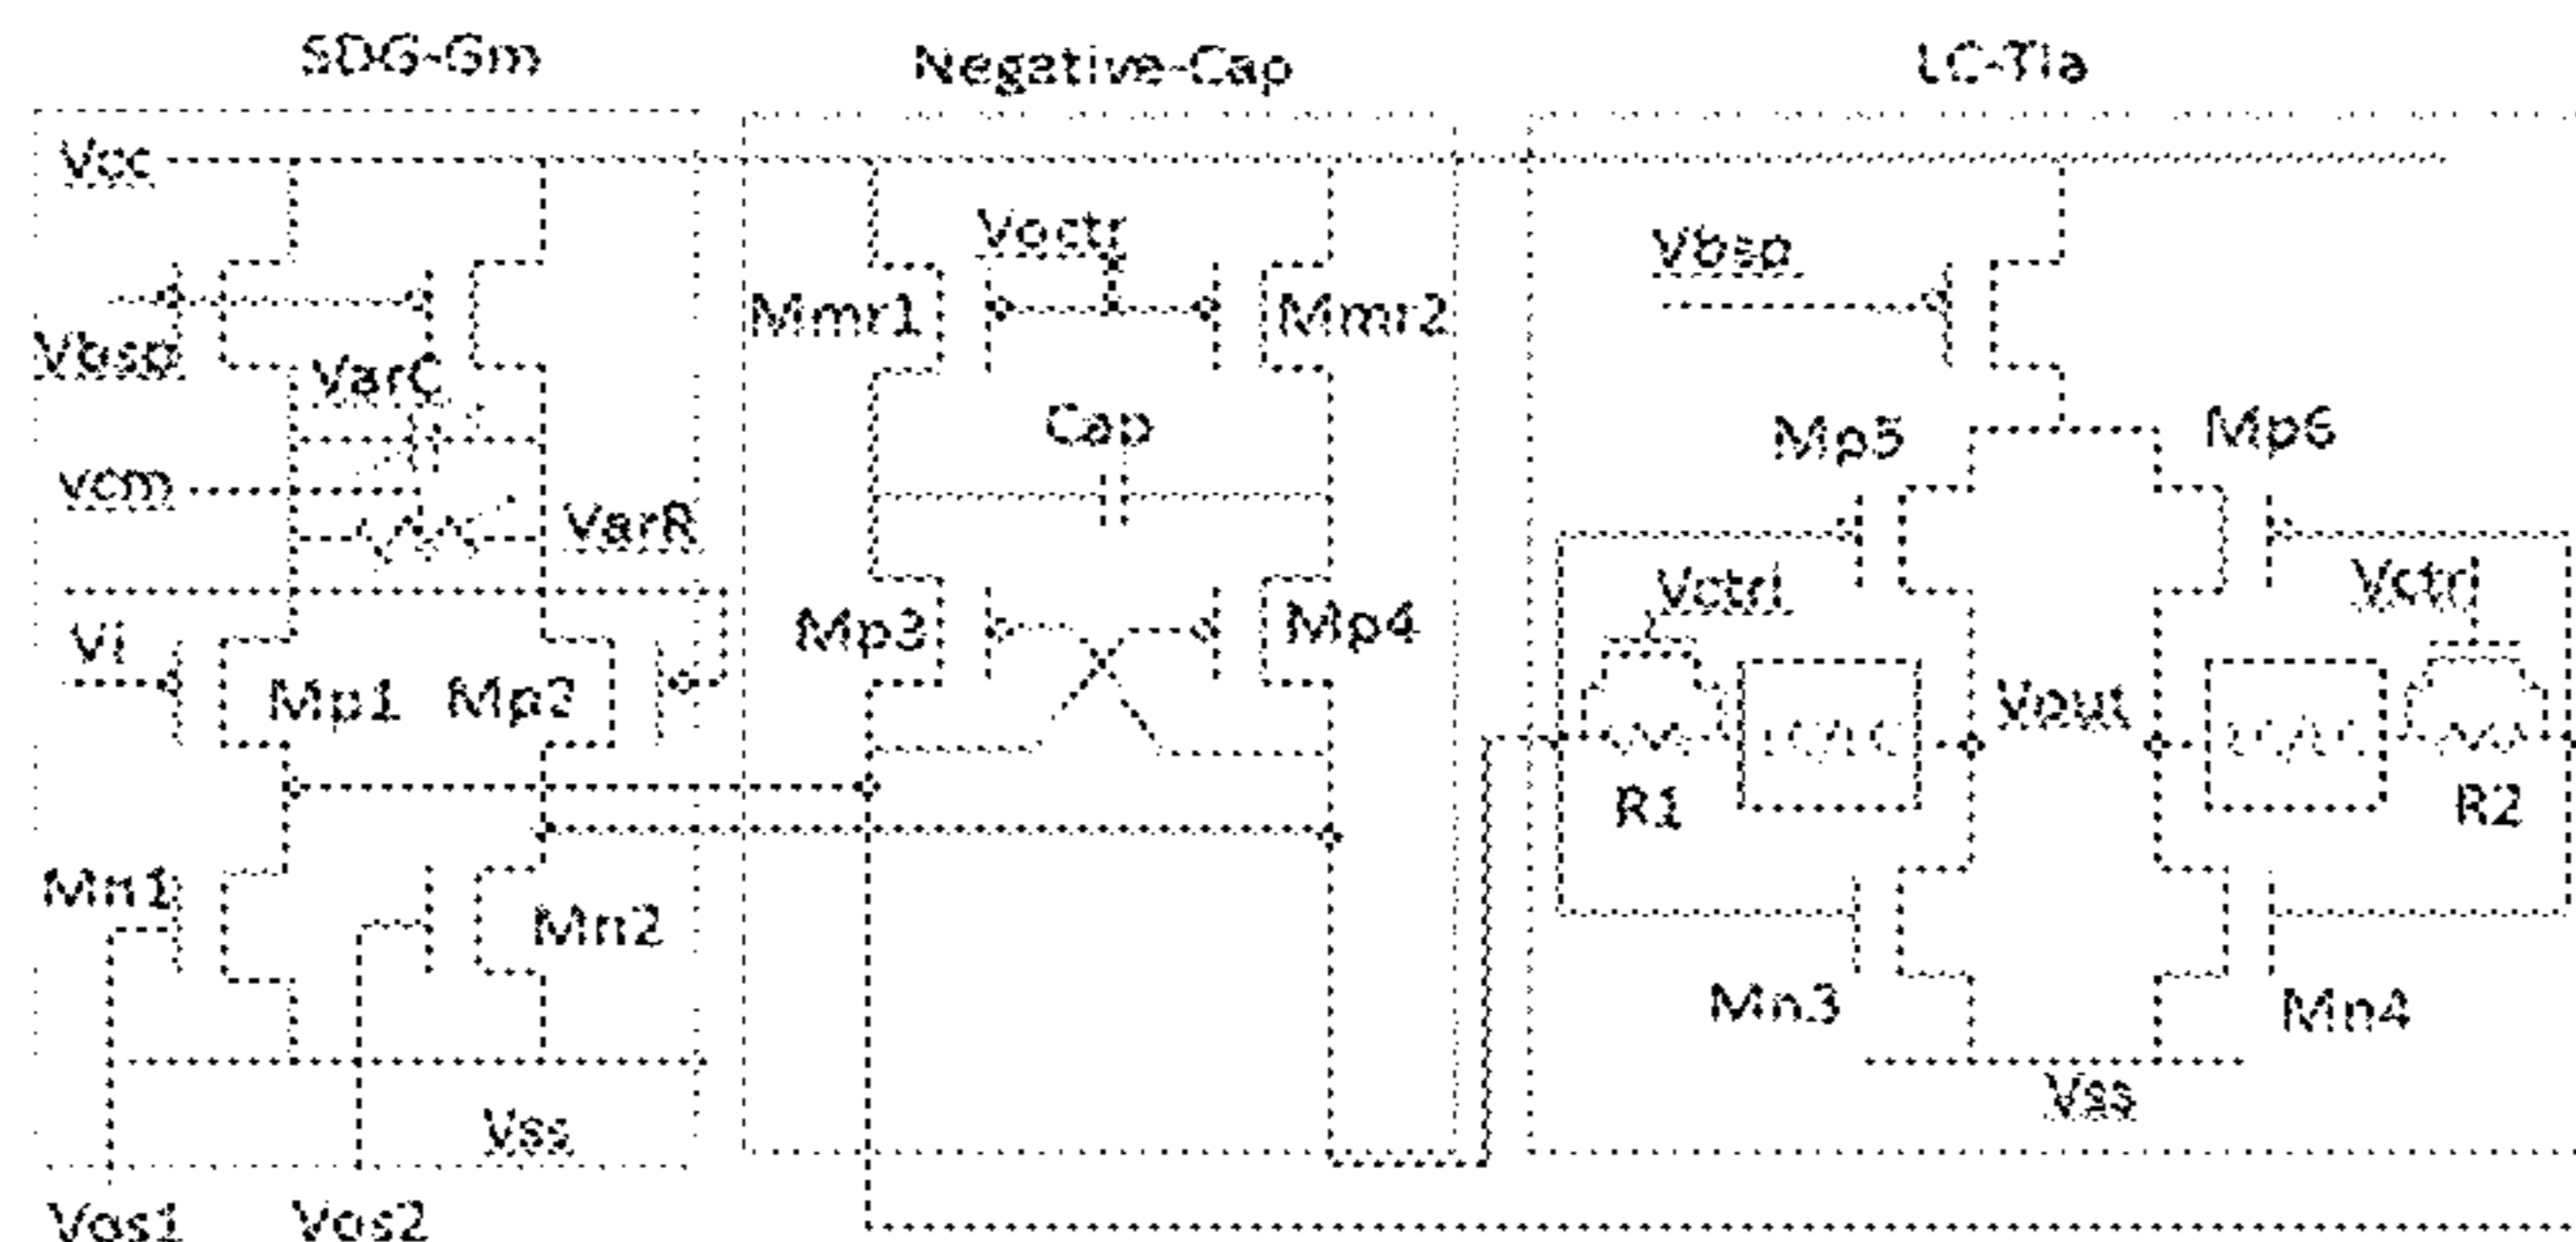 SDG-Gm
Negative-Cap
LC-Tia
Vcc
Vbsp
VarC
vcm
VarR
Vi
Mp1
Mp2
Mn1
Mn2
Vss
Vos1
Vos2
Voctr
Mmr1
Mmr2
Cap
Mp3
Mp4
Vbsp
Mp5
Mp6
Vctrl
Vctrl
Vout
R1
R2
Mn3
Mn4
Vss